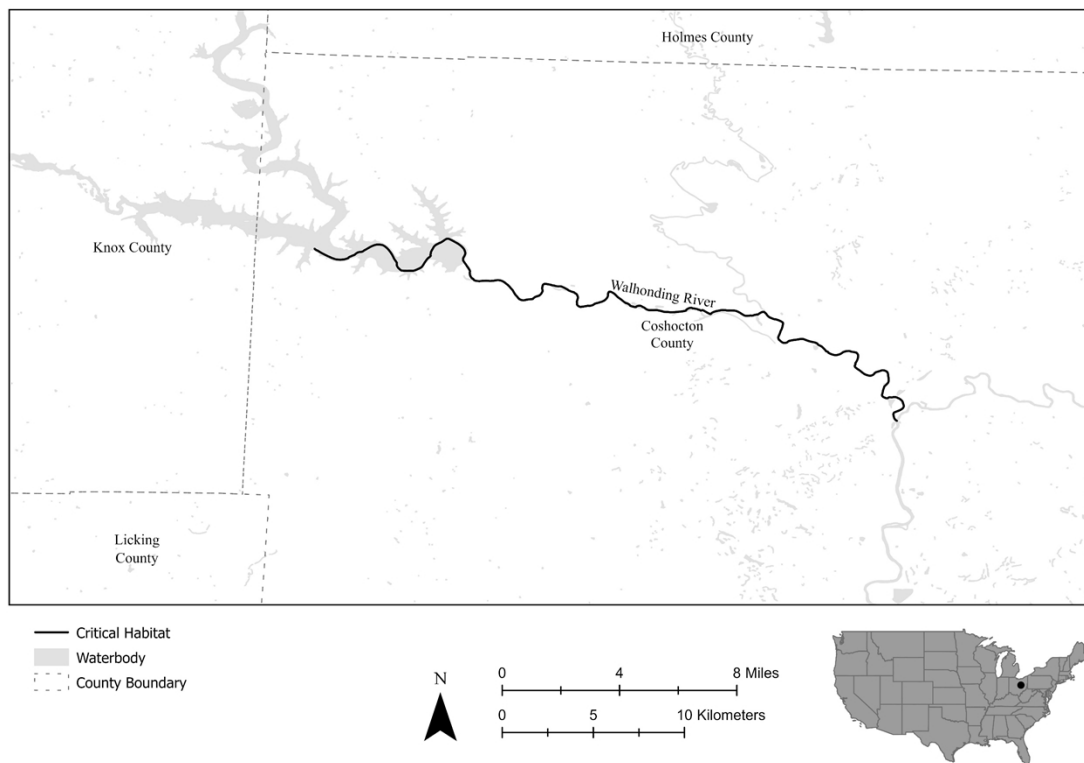 Holmes County
Knox County
Walhonding River
Coshocton
County
Licking
County
Critical Habitat
Waterbody
County Boundary
N
0 4 8 Miles
0 5 10 Kilometers